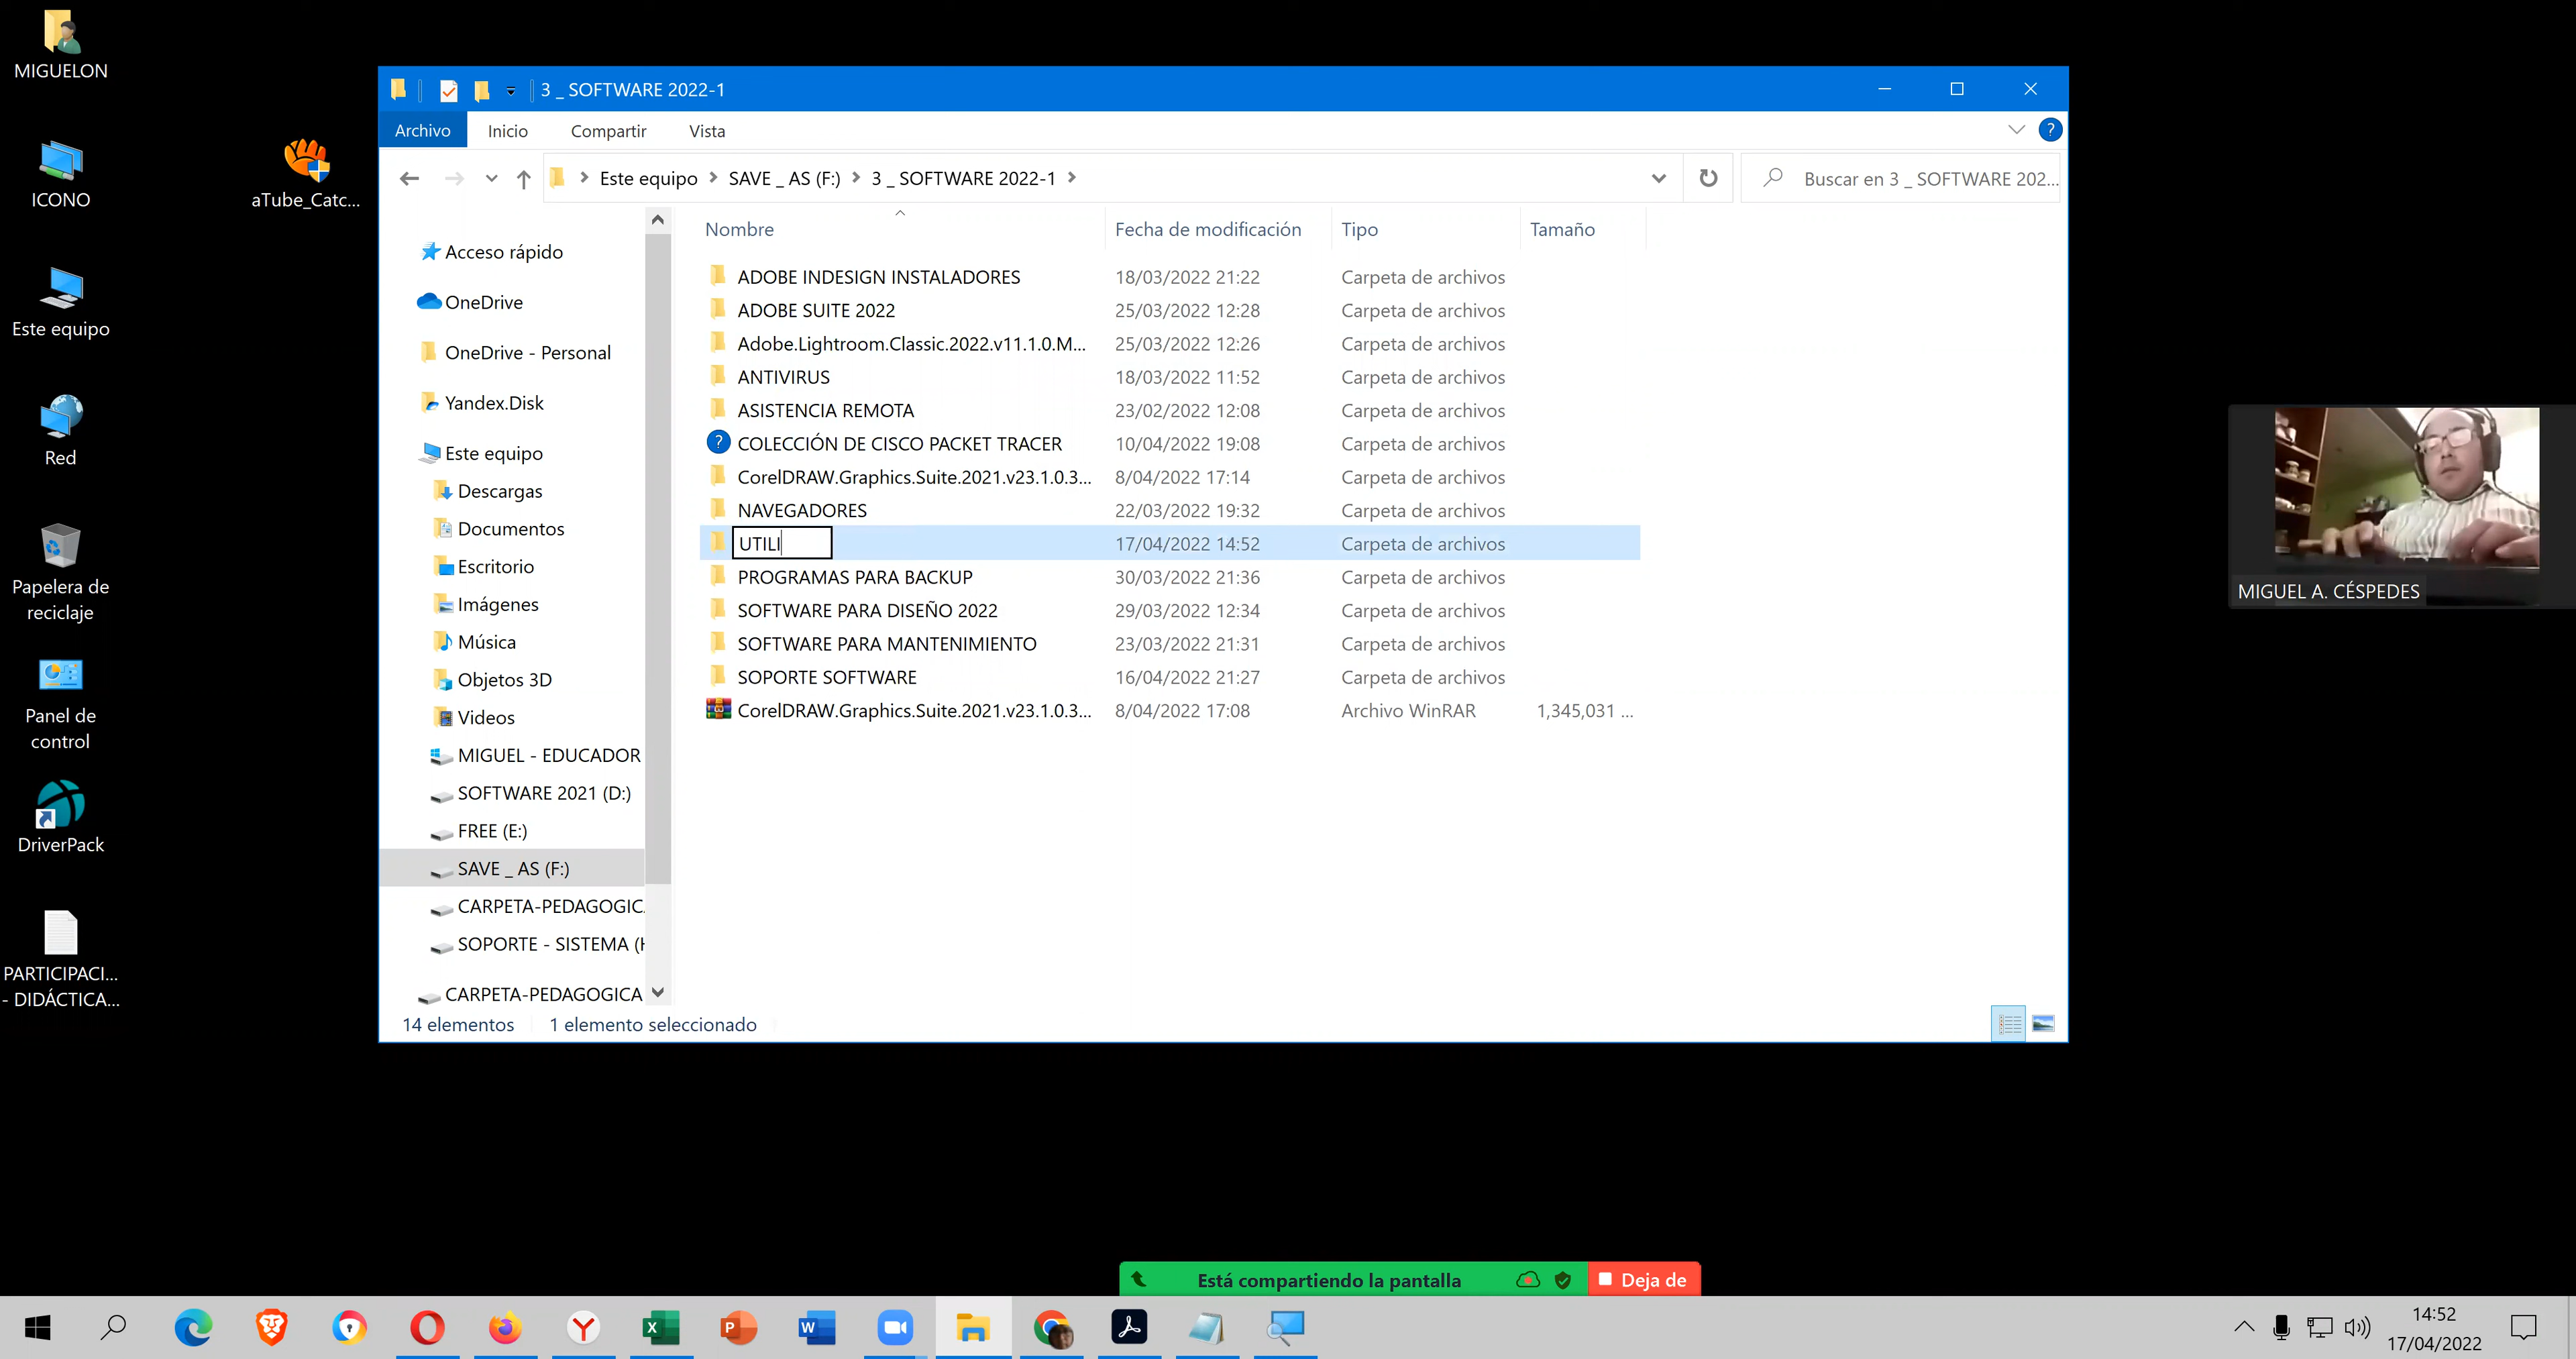 MIGUELON
ICONO
aTube_Catc...
Este equipo
Red
Papelera de
reciclaje
Panel de
control
DriverPack
PARTICIPACI...
- DIDÁCTICA...
3 _ SOFTWARE 2022-1
Archivo Inicio Compartir Vista
Este equipo SAVE _ AS (F:) 3 _ SOFTWARE 2022-1
Buscar en 3 _ SOFTWARE 202...
Acceso rápido
OneDrive
OneDrive - Personal
Yandex.Disk
Este equipo
Descargas
Documentos
Escritorio
Imágenes
Música
Objetos 3D
Videos
MIGUEL - EDUCADOR
SOFTWARE 2021 (D:)
FREE (E:)
SAVE _ AS (F:)
CARPETA-PEDAGOGICA
SOPORTE - SISTEMA (H
CARPETA-PEDAGOGICA
Nombre Fecha de modificación Tipo Tamaño
ADOBE INDESIGN INSTALADORES 18/03/2022 21:22 Carpeta de archivos
ADOBE SUITE 2022 25/03/2022 12:28 Carpeta de archivos
Adobe.Lightroom.Classic.2022.v11.1.0.M... 25/03/2022 12:26 Carpeta de archivos
ANTIVIRUS 18/03/2022 11:52 Carpeta de archivos
ASISTENCIA REMOTA 23/02/2022 12:08 Carpeta de archivos
COLECCIÓN DE CISCO PACKET TRACER 10/04/2022 19:08 Carpeta de archivos
CorelDRAW.Graphics.Suite.2021.v23.1.0.3... 8/04/2022 17:14 Carpeta de archivos
NAVEGADORES 22/03/2022 19:32 Carpeta de archivos
UTILI 17/04/2022 14:52 Carpeta de archivos
PROGRAMAS PARA BACKUP 30/03/2022 21:36 Carpeta de archivos
SOFTWARE PARA DISEÑO 2022 29/03/2022 12:34 Carpeta de archivos
SOFTWARE PARA MANTENIMIENTO 23/03/2022 21:31 Carpeta de archivos
SOPORTE SOFTWARE 16/04/2022 21:27 Carpeta de archivos
CorelDRAW.Graphics.Suite.2021.v23.1.0.3... 8/04/2022 17:08 Archivo WinRAR 1,345,031 ...
14 elementos 1 elemento seleccionado
MIGUEL A. CÉSPEDES
Está compartiendo la pantalla Deja de
14:52
17/04/2022